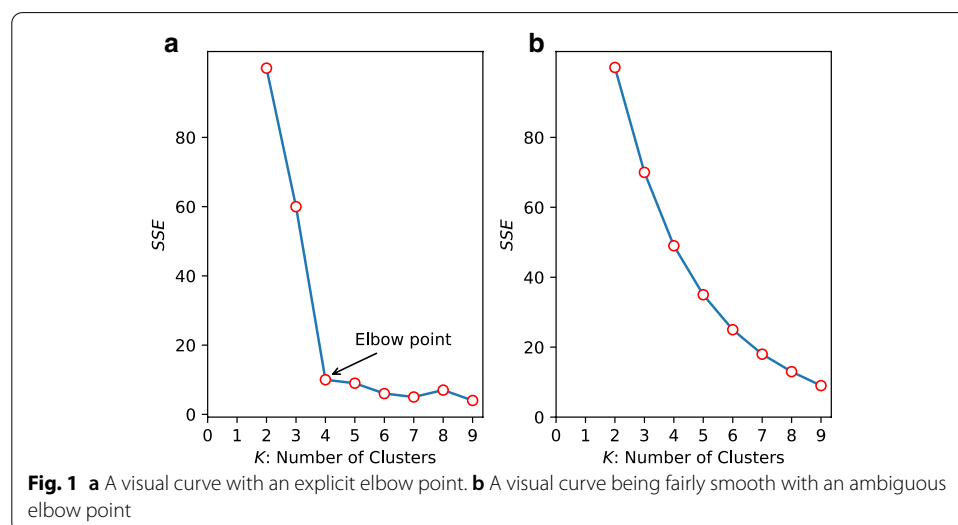 a
b
80
60
40
20
0
SSE
Elbow point
0 1 2 3 4 5 6 7 8 9
K: Number of Clusters
80
60
40
20
0
SSE
0 1 2 3 4 5 6 7 8 9
K: Number of Clusters
Fig. 1 a A visual curve with an explicit elbow point. b A visual curve being fairly smooth with an ambiguous
elbow point